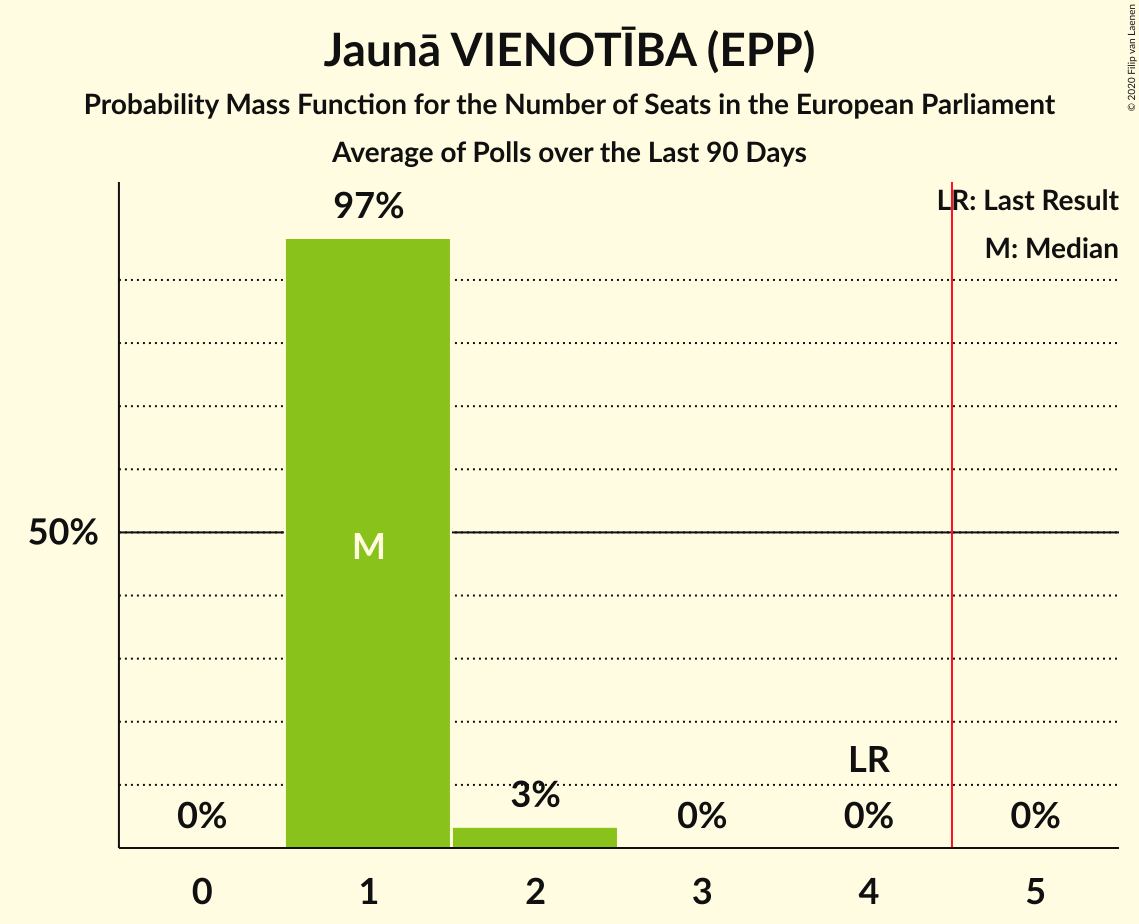 Jaunā VIENOTĪBA (EPP)
Probability Mass Function for the Number of Seats in the European Parliament
Average of Polls over the Last 90 Days
© 2020 Filip van Laenen
97%
LR: Last Result
M: Median
50%
M
LR
0%
3%
0%
0%
0%
0
1
2
3
4
5